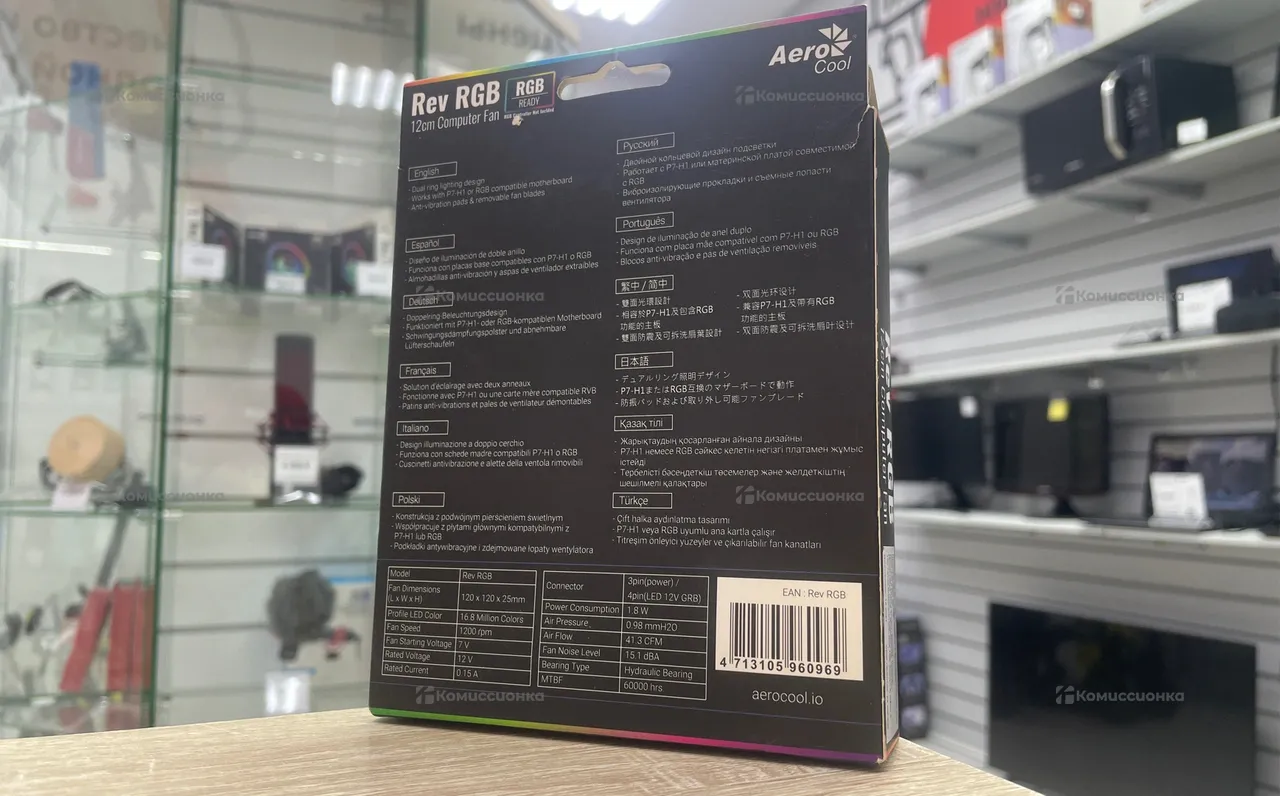 Rev RGB
RGB
READY
12cm Computer Fan
Aero
Cool
English
- Dual ring lighting design
- Works with P7-H1 or RGB compatible motherboard
- Anti-vibration pads & removable fan blades
Español
- Diseño de iluminación de doble anillo
- Funciona con placas base compatibles con P7-H1 o RGB
- Almohadillas anti-vibracion y aspas de ventilador extraibles
Deutsch
- Doppelring Beleuchtungsdesign
- Funktioniert mit P7-H1- oder RGB-kompatiblen Motherboard
- Schwingungsdämpfungspolster und abnehmbare
Lüfterschaufeln
Français
- Solution d'éclairage avec deux anneaux
- Fonctionne avec P7-H1 ou une carte mère compatible RVB
- Patins anti-vibrations et pales de ventilateur démontables
Italiano
- Design illuminazione a doppio cerchio
- Funziona con schede madre compatibili P7-H1 o RGB
- Cuscinetti antivibrazione e alette della ventola rimovibili
Polski
- Konstrukcja z podwojnym pierścieniem świetlnym
- Współpracuje z płytami głownymi kompatybilnymi z
P7-H1 lub RGB
- Podkładki antywibracyjne i zdejmowane łopaty wentylatora
Русский
- Двойной кольцевой дизайн подсветки
- Работает с P7-H1 или материнской платой совместимой
с RGB
- Виброизолирующие прокладки и съемные лопасти
вентилятора
Português
- Design de iluminação de anel duplo
- Funciona com placa mãe compatível com P7-H1 ou RGB
- Blocos anti-vibração e pás de ventilação removíveis
繁中 / 简中
- 雙面光環設計
- 相容於P7-H1及包含RGB
功能的主板
- 雙面防震及可拆洗扇葉設計
- 双面光环设计
- 兼容P7-H1及带有RGB
功能的主板
- 双面防震及可拆洗扇叶设计
日本語
- デュアルリング照明デザイン
- P7-H1またはRGB互換のマザーボードで動作
- 防振パッドおよび取り外し可能ファンブレード
Қазақ тілі
- Жарықтаудың қосарланған айнала дизайны
- P7-H1 немесе RGB сәйкес келетін негізгі платамен жұмыс
істейді
- Тербелісті бәсеңдеткіш төсемелер және желдеткіштің
шешілмелі қалақтары
Türkçe
- Çift halka aydınlatma tasarımı
- P7-H1 veya RGB uyumlu ana kartla çalışır
- Titreşim önleyici yuzeyler ve çıkarılabilir fan kanatları
Model Rev RGB
Fan Dimensions
(L x W x H) 120 x 120 x 25mm
Profile LED Color 16.8 Million Colors
Fan Speed 1200 rpm
Fan Starting Voltage 7 V
Rated Voltage 12 V
Rated Current 0.15 A
Connector 3pin(power) /
4pin(LED 12V GRB)
Power Consumption 1.8 W
Air Pressure 0.98 mmH2O
Air Flow 41.3 CFM
Fan Noise Level 15.1 dBA
Bearing Type Hydraulic Bearing
MTBF 60000 hrs
EAN : Rev RGB
4 713105 960969
aerocool.io
Комиссионка
Комиссионка
Комиссионка
Комиссионка
Комиссионка
Комиссионка
Комиссионка
Комиссионка